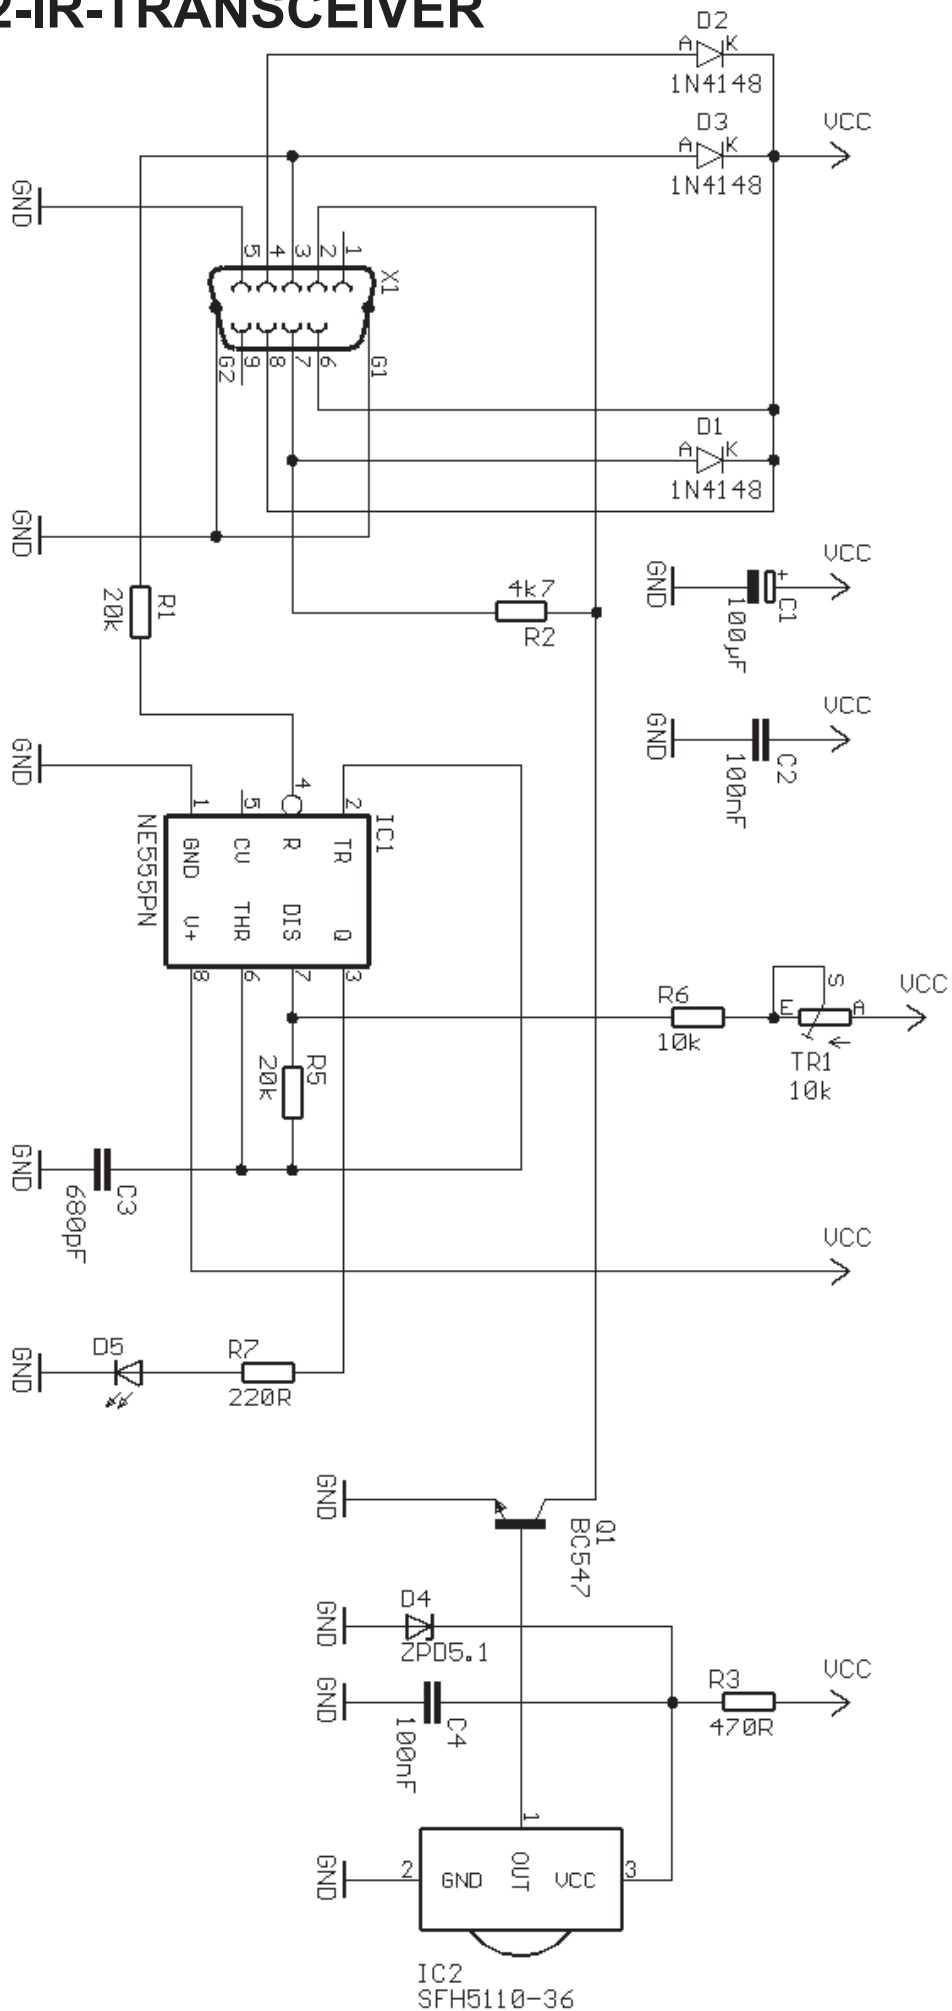 2-IR-TRANSCEIVER
D2
A
K
1N4148
D3
VCC
A
K
1N4148
GND
5
4
3
2
1
X1
G2
9
8
7
6
G1
D1
A
K
1N4148
GND
VCC
GND
+
C1
100µF
R1
20k
4k7
R2
VCC
GND
C2
100nF
GND
1
5
4
2
IC1
NE555PN
GND
CV
R
TR
V+
THR
DIS
Q
8
6
7
3
VCC
S
R6
E
A
10k
TR1
10k
R5
20k
GND
C3
680pF
VCC
D5
R7
GND
220R
GND
Q1
BC547
D4
GND
ZPD5.1
VCC
R3
GND
C4
100nF
470R
1
GND
2
GND
OUT
VCC
3
IC2
SFH5110-36